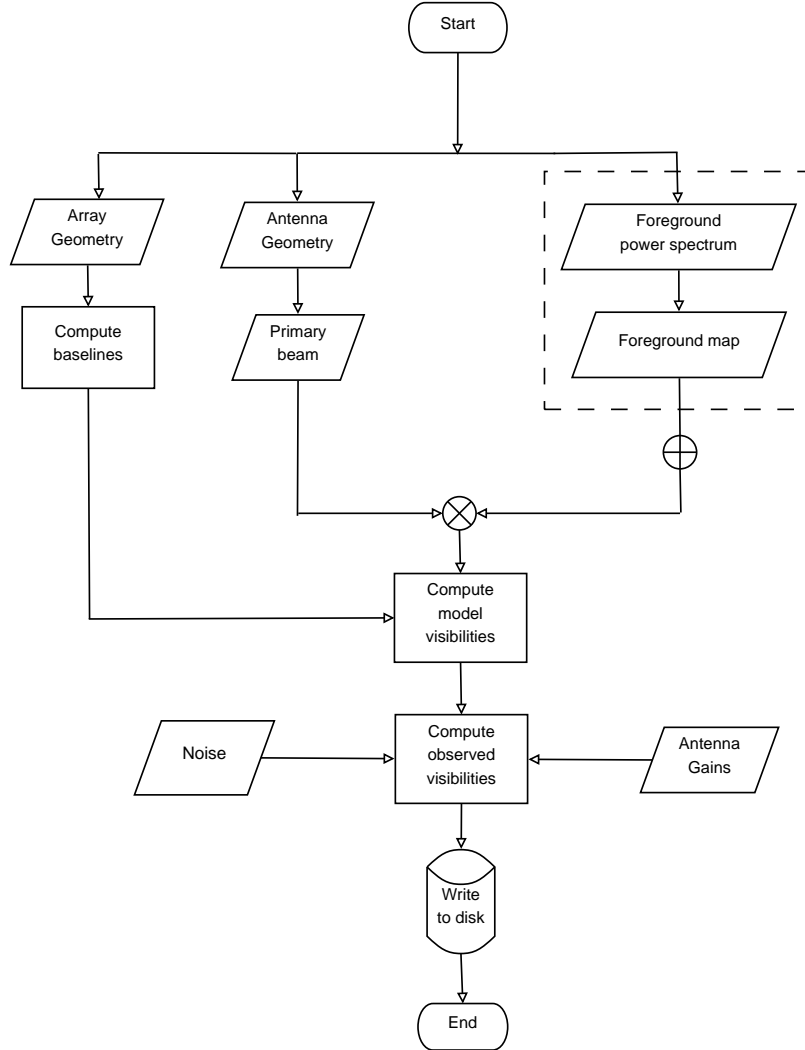 Start
Array
Geometry
Antenna
Geometry
Foreground
power spectrum
Compute
baselines
Primary
beam
Foreground map
Compute
model
visibilities
Noise
Compute
observed
visibilities
Antenna
Gains
Write
to disk
End